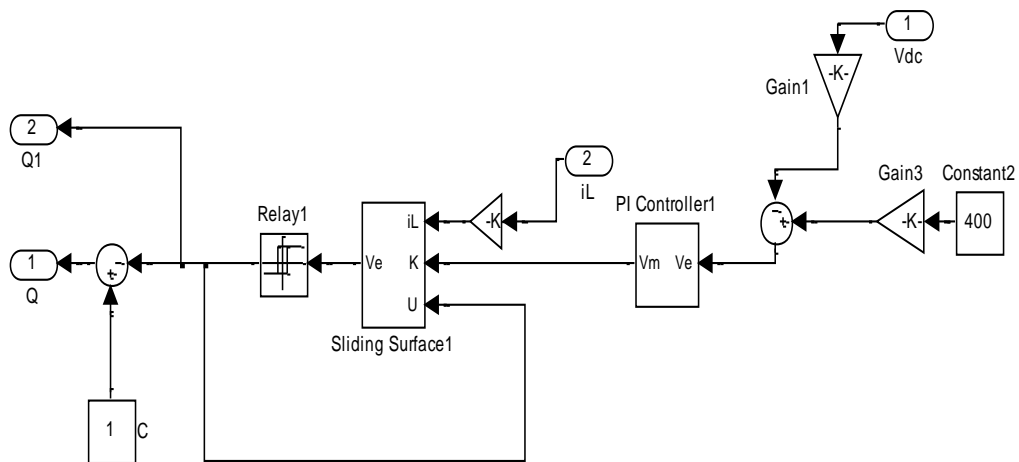 1
Vdc
-K-
Gain1
2
Q1
2
iL
Gain3
Constant2
-K-
400
Relay1
PI Controller1
-K
iL
Ve
K
U
Vm
Ve
1
Q
Sliding Surface1
1
C